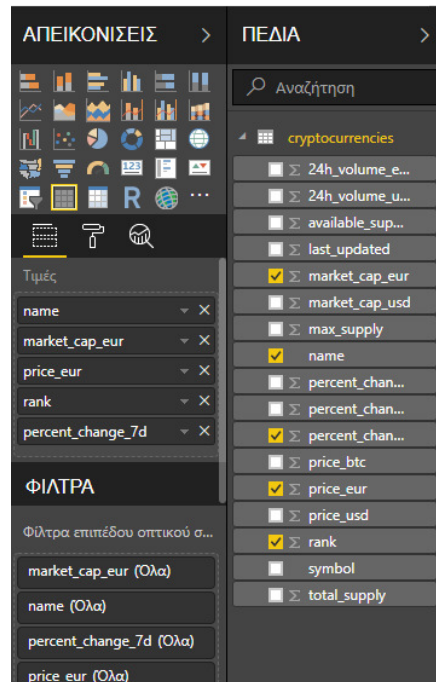 ΑΠΕΙΚΟΝΙΣΕΙΣ
123
R
Τιμές
name
market_cap_eur
price_eur
rank
percent_change_7d
ΦΙΛΤΡΑ
Φίλτρα επιπέδου οπτικού σ...
market_cap_eur (Όλα)
name (Όλα)
percent_change_7d (Όλα)
price_eur (Όλα)
ΠΕΔΙΑ
Αναζήτηση
cryptocurrencies
24h_volume_e...
24h_volume_u...
available_sup...
last_updated
market_cap_eur
market_cap_usd
max_supply
name
percent_chan...
percent_chan...
percent_chan...
price_btc
price_eur
price_usd
rank
symbol
total_supply